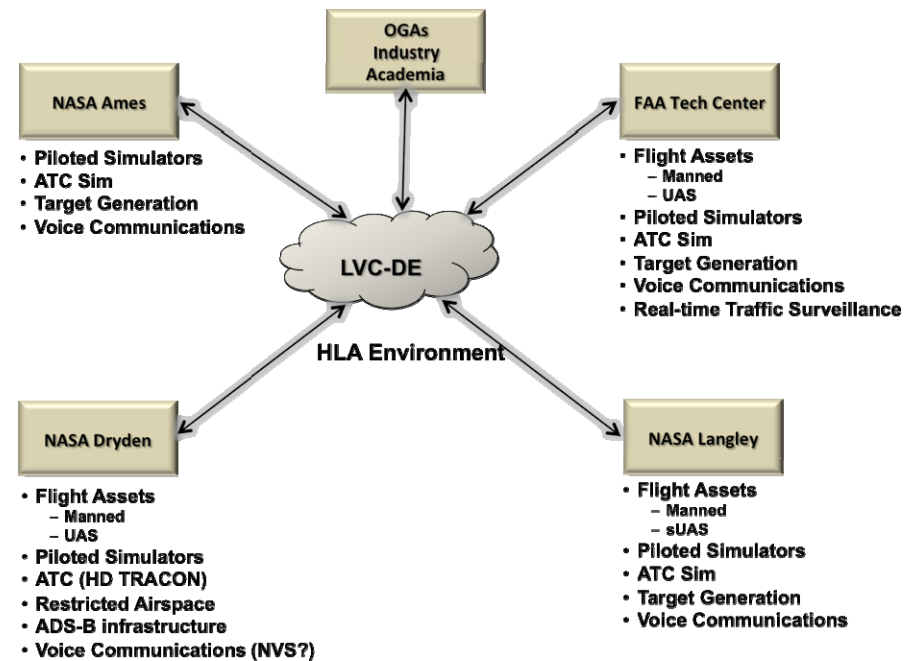 OGAs
Industry
Academia
NASA Ames
• Piloted Simulators
• ATC Sim
• Target Generation
• Voice Communications
FAA Tech Center
• Flight Assets
– Manned
– UAS
• Piloted Simulators
• ATC Sim
• Target Generation
• Voice Communications
• Real-time Traffic Surveillance
LVC-DE
HLA Environment
NASA Dryden
• Flight Assets
– Manned
– UAS
• Piloted Simulators
• ATC (HD TRACON)
• Restricted Airspace
• ADS-B infrastructure
• Voice Communications (NVS?)
NASA Langley
• Flight Assets
– Manned
– sUAS
• Piloted Simulators
• ATC Sim
• Target Generation
• Voice Communications